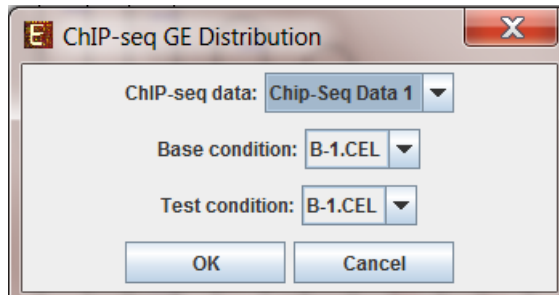 E ChIP-seq GE Distribution X
ChIP-seq data: Chip-Seq Data 1
Base condition: B-1.CEL
Test condition: B-1.CEL
OK Cancel